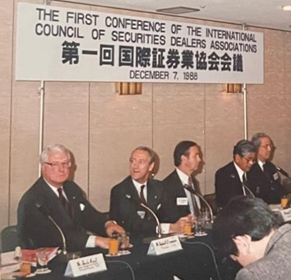 THE FIRST CONFERENCE OF THE INTERNATIONAL
COUNCIL OF SECURITIES DEALERS ASSOCIATIONS
第一回国際証券業協会会議
DECEMBER 7, 1988